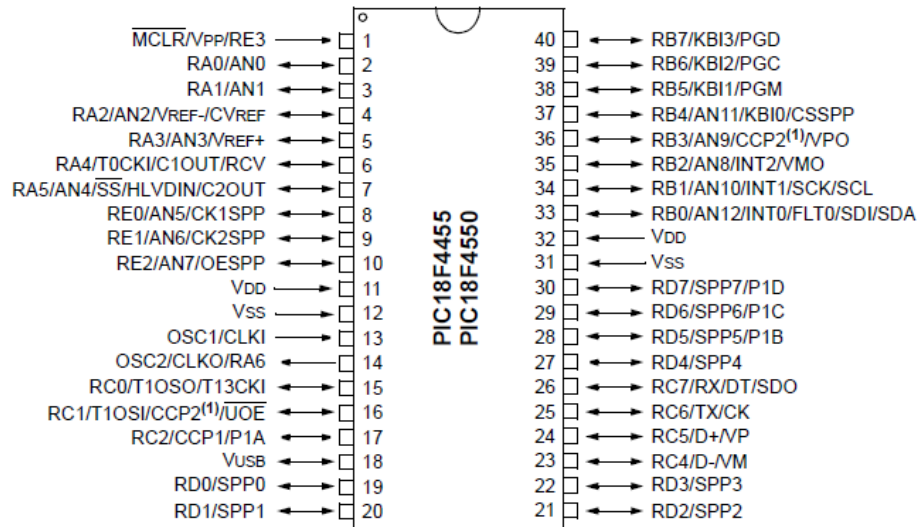 MCLR/VPP/RE3 1
RA0/AN0 2
RA1/AN1 3
RA2/AN2/VREF-/CVREF 4
RA3/AN3/VREF+ 5
RA4/T0CKI/C1OUT/RCV 6
RA5/AN4/SS/HLVDIN/C2OUT 7
RE0/AN5/CK1SPP 8
RE1/AN6/CK2SPP 9
RE2/AN7/OESPP 10
VDD 11
VSS 12
OSC1/CLKI 13
OSC2/CLKO/RA6 14
RC0/T1OSO/T13CKI 15
RC1/T1OSI/CCP2(1)/UOE 16
RC2/CCP1/P1A 17
VUSB 18
RD0/SPP0 19
RD1/SPP1 20
PIC18F4455
PIC18F4550
40 RB7/KBI3/PGD
39 RB6/KBI2/PGC
38 RB5/KBI1/PGM
37 RB4/AN11/KBI0/CSSPP
36 RB3/AN9/CCP2(1)/VPO
35 RB2/AN8/INT2/VMO
34 RB1/AN10/INT1/SCK/SCL
33 RB0/AN12/INT0/FLT0/SDI/SDA
32 VDD
31 VSS
30 RD7/SPP7/P1D
29 RD6/SPP6/P1C
28 RD5/SPP5/P1B
27 RD4/SPP4
26 RC7/RX/DT/SDO
25 RC6/TX/CK
24 RC5/D+/VP
23 RC4/D-/VM
22 RD3/SPP3
21 RD2/SPP2